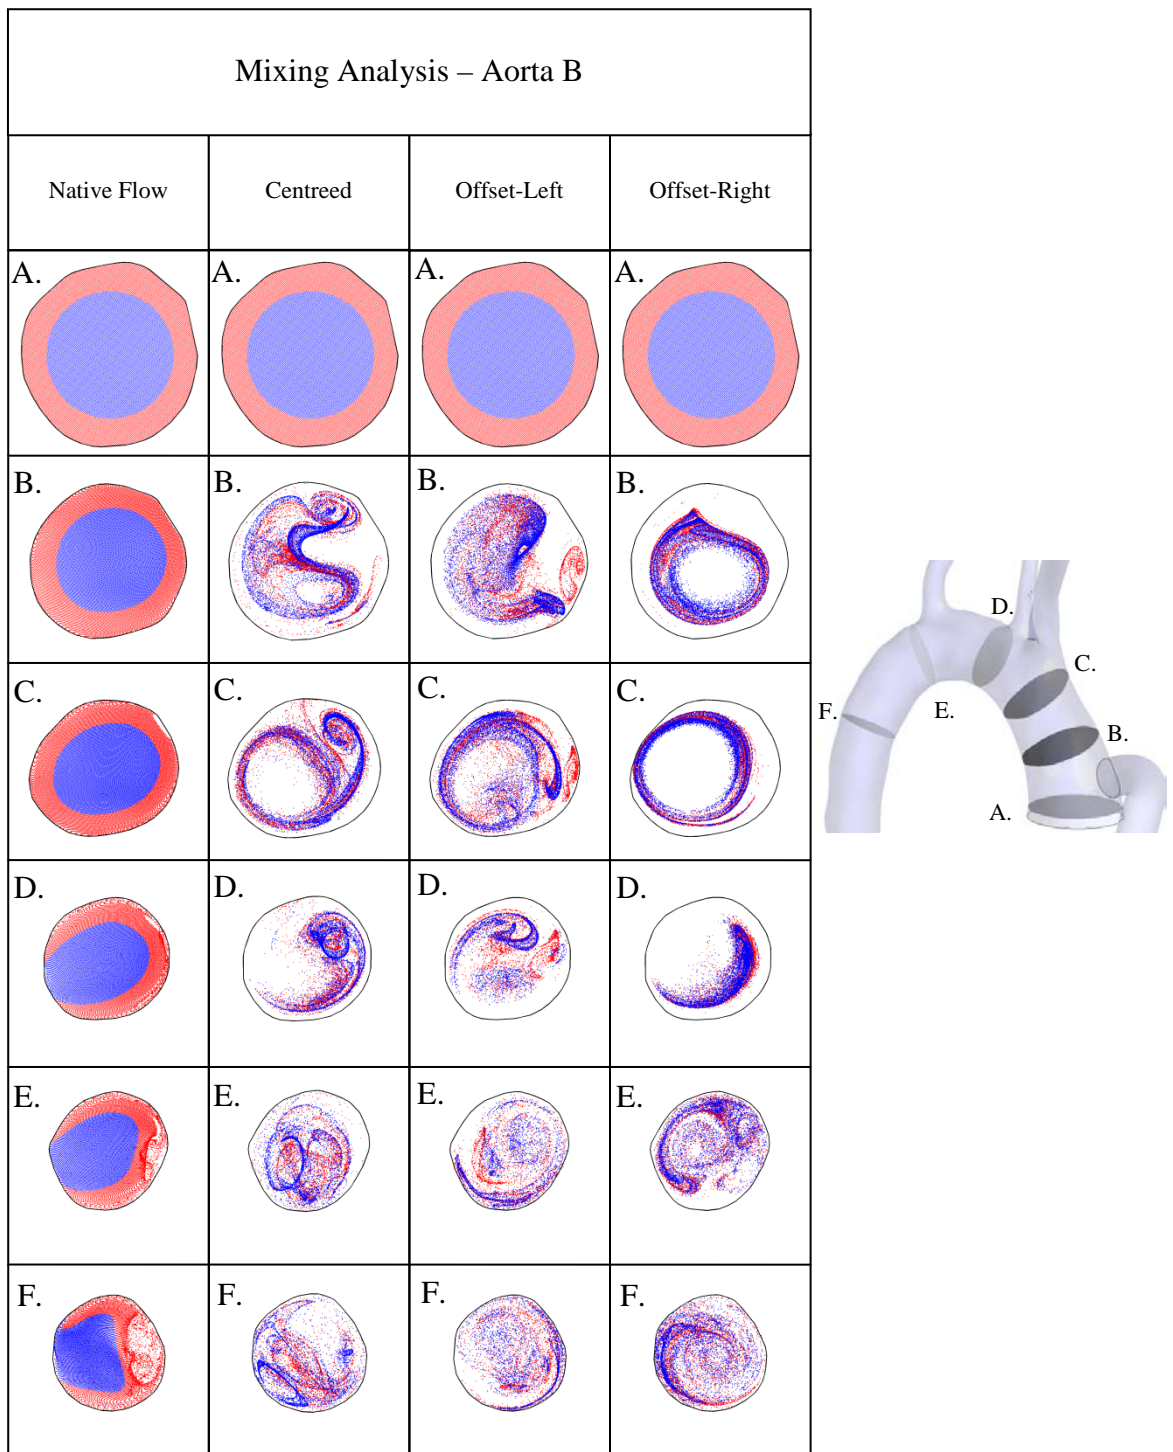 Mixing Analysis – Aorta B
Native Flow Centreed Offset-Left Offset-Right
A. A. A. A.
B. B. B. B.
C. C. C. C.
D. D. D. D.
E. E. E. E.
F. F. F. F.
D.
C.
F. E.
B.
A.